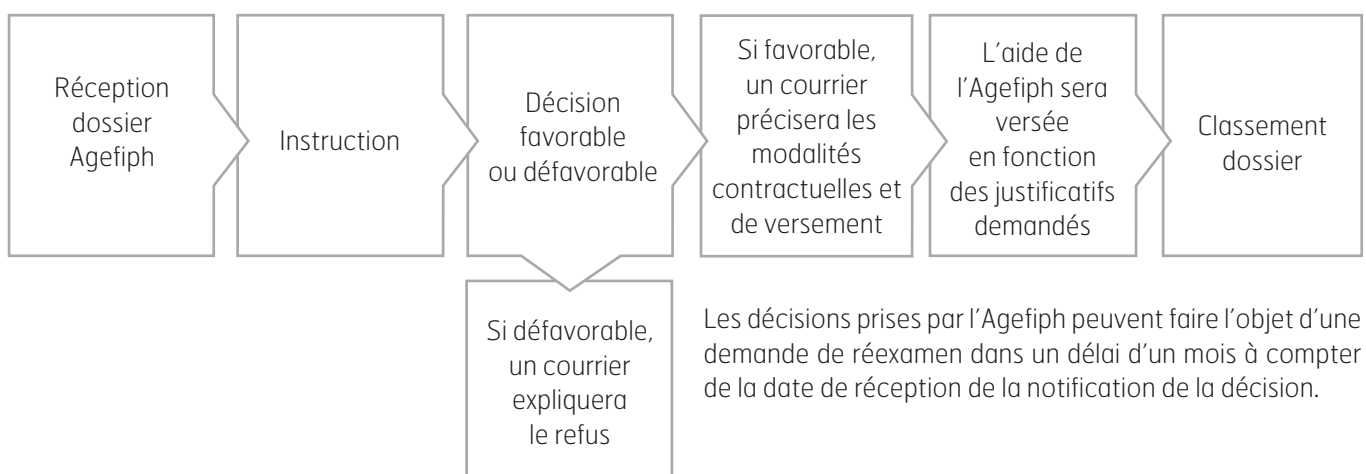 Réception
dossier
Agefiph
Instruction
Décision
favorable
ou défavorable
Si favorable,
un courrier
précisera les
modalités
contractuelles et
de versement
L'aide de
l'Agefiph sera
versée
en fonction
des justificatifs
demandés
Classement
dossier
Si défavorable,
un courrier
expliquera
le refus
Les décisions prises par l'Agefiph peuvent faire l'objet d'une
demande de réexamen dans un délai d'un mois à compter
de la date de réception de la notification de la décision.